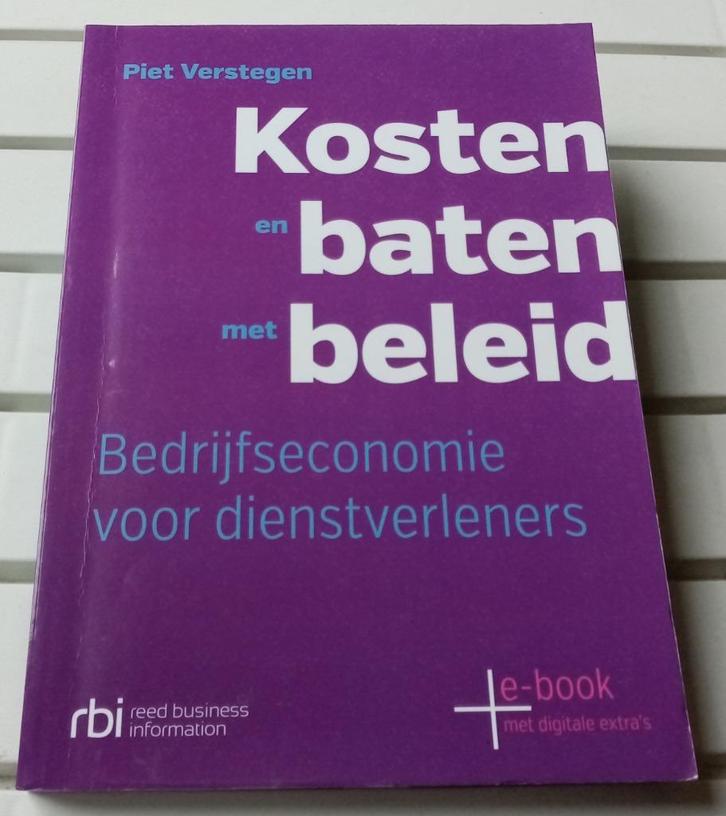 Piet Verstegen
Kosten
en baten
met beleid
Bedrijfseconomie
voor dienstverleners
rbi reed business
information
e-book
met digitale extra's